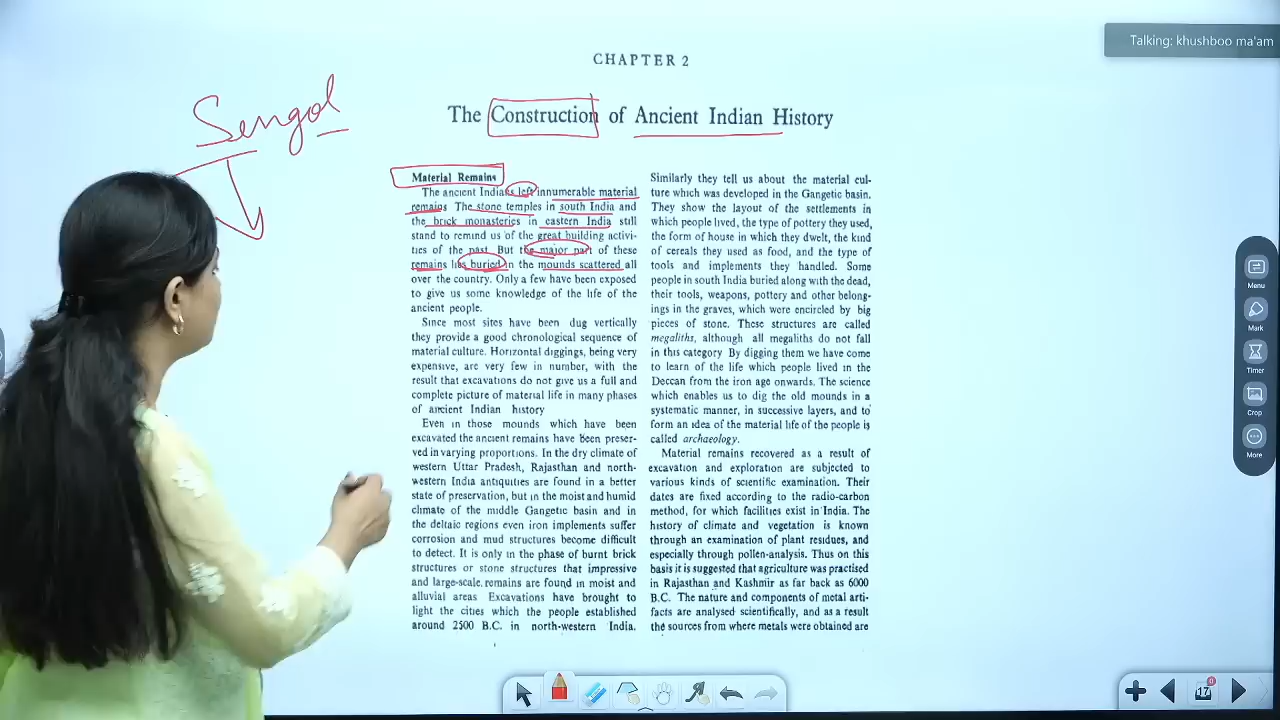 Talking: khushboo ma'am
CHAPTER 2
The Construction of Ancient Indian History
Sengol
Material Remains
The ancient Indians left innumerable material
remains The stone temples in south India and
the brick monasteries in eastern India still
stand to remind us of the great building activi-
ties of the past. But the major part of these
remains lies buried in the mounds scattered all
over the country. Only a few have been exposed
to give us some knowledge of the life of the
ancient people.
Since most sites have been dug vertically
they provide a good chronological sequence of
material culture. Horizontal diggings, being very
expensive, are very few in number, with the
result that excavations do not give us a full and
complete picture of material life in many phases
of ancient Indian history
Even in those mounds which have been
excavated the ancient remains have been preser-
ved in varying proportions. In the dry climate of
western Uttar Pradesh, Rajasthan and north-
western India antiquities are found in a better
state of preservation, but in the moist and humid
climate of the middle Gangetic basin and in
the deltaic regions even iron implements suffer
corrosion and mud structures become difficult
to detect. It is only in the phase of burnt brick
structures or stone structures that impressive
and large-scale remains are found in moist and
alluvial areas Excavations have brought to
light the cities which the people established
around 2500 B.C. in north-western India.
Similarly they tell us about the material cul-
ture which was developed in the Gangetic basin.
They show the layout of the settlements in
which people lived, the type of pottery they used,
the form of house in which they dwelt, the kind
of cereals they used as food, and the type of
tools and implements they handled. Some
people in south India buried along with the dead,
their tools, weapons, pottery and other belong-
ings in the graves, which were encircled by big
pieces of stone. These structures are called
megaliths, although all megaliths do not fall
in this category By digging them we have come
to learn of the life which people lived in the
Deccan from the iron age onwards. The science
which enables us to dig the old mounds in a
systematic manner, in successive layers, and to
form an idea of the material life of the people is
called archaeology.
Material remains recovered as a result of
excavation and exploration are subjected to
various kinds of scientific examination. Their
dates are fixed according to the radio-carbon
method, for which facilities exist in India. The
history of climate and vegetation is known
through an examination of plant residues, and
especially through pollen-analysis. Thus on this
basis it is suggested that agriculture was practised
in Rajasthan and Kashmir as far back as 6000
B.C. The nature and components of metal arti-
facts are analysed scientifically, and as a result
the sources from where metals were obtained are
Menu
Mark
Timer
Crop
More
17
0